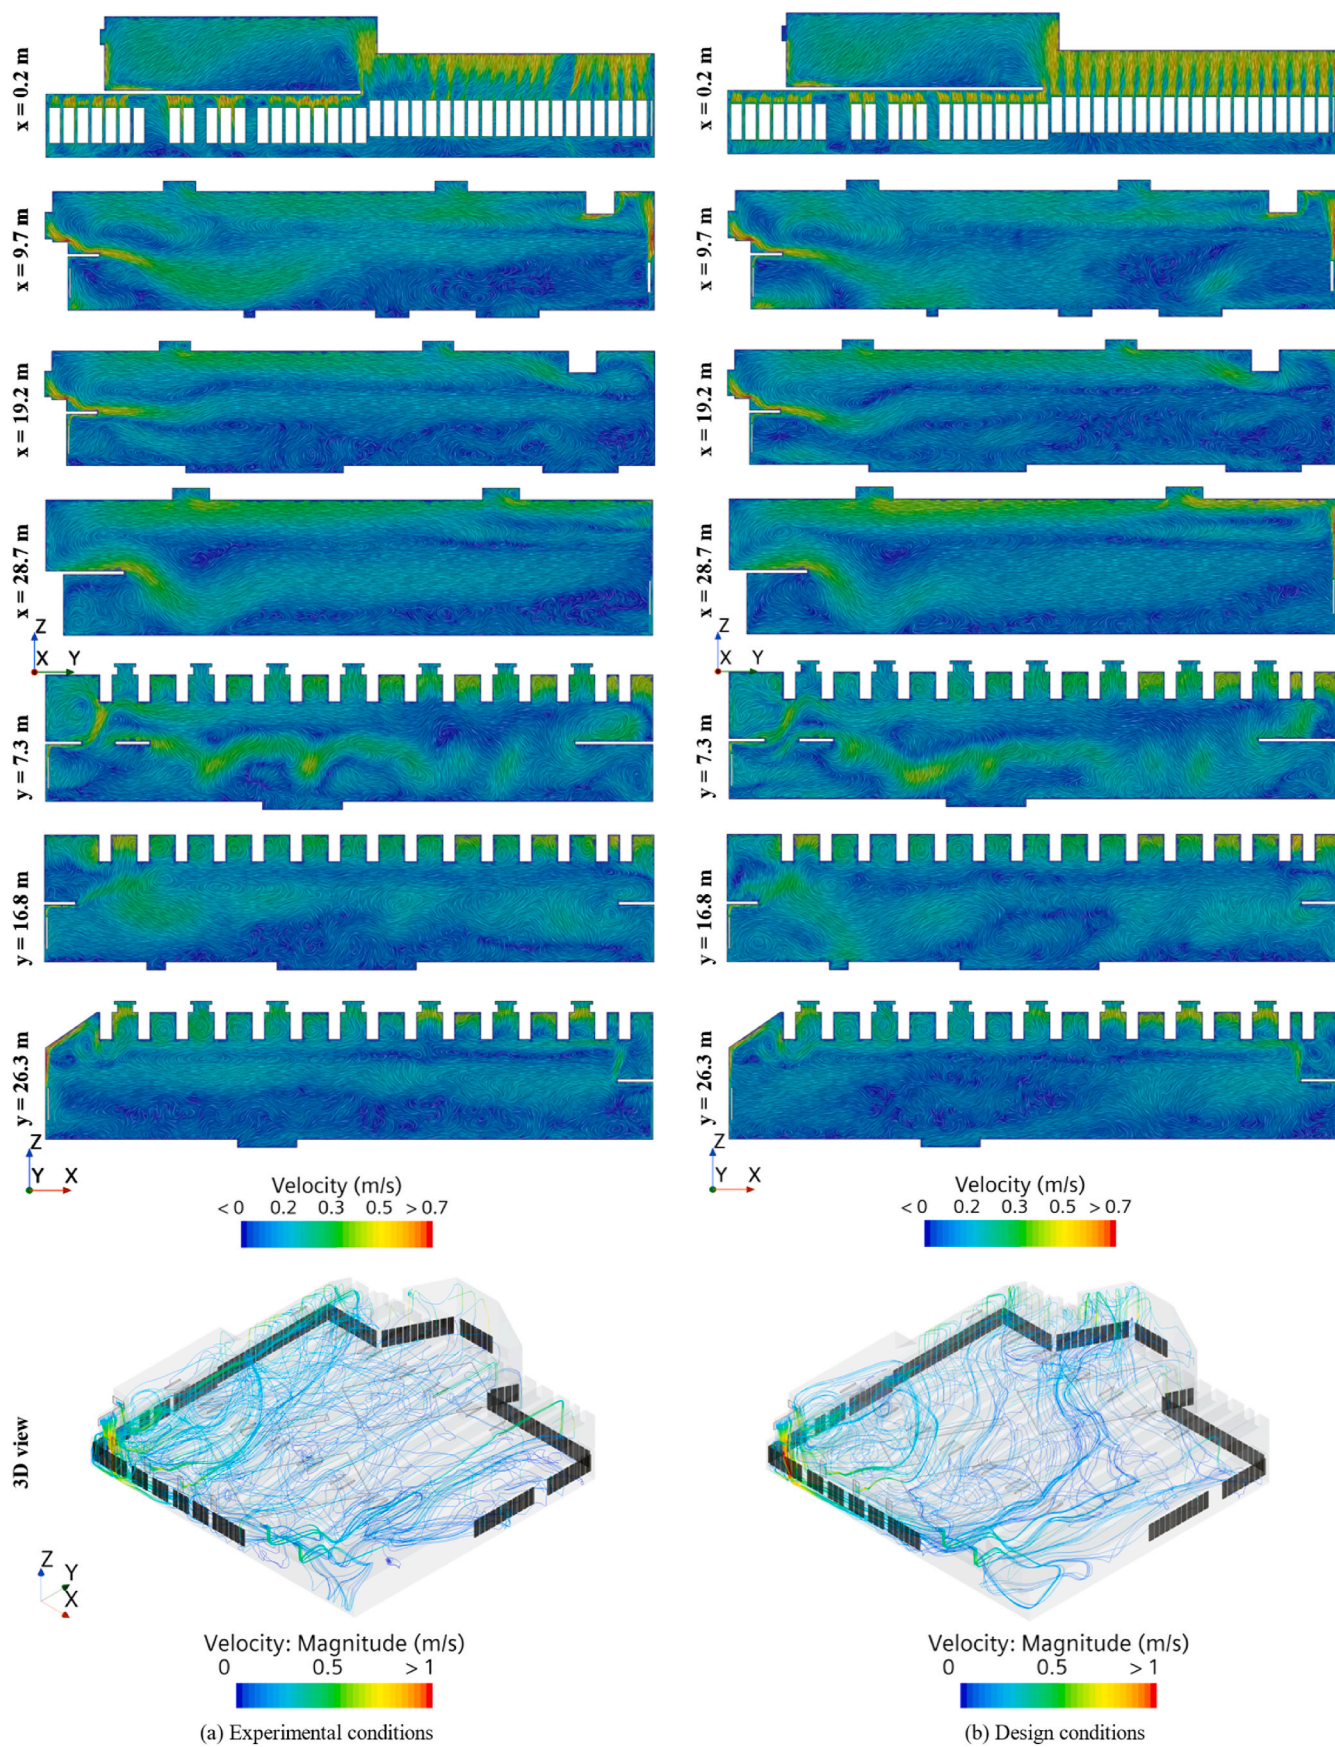 x = 0.2 m
x = 0.2 m
x = 9.7 m
x = 9.7 m
x = 19.2 m
x = 19.2 m
x = 28.7 m
x = 28.7 m
Z
X Y
Z
X Y
y = 7.3 m
y = 7.3 m
y = 16.8 m
y = 16.8 m
y = 26.3 m
y = 26.3 m
Z
Y X
Z
Y X
Velocity (m/s)
< 0 0.2 0.3 0.5 > 0.7
Velocity (m/s)
< 0 0.2 0.3 0.5 > 0.7
3D view
Z
Y
X
Velocity: Magnitude (m/s)
0 0.5 > 1
Velocity: Magnitude (m/s)
0 0.5 > 1
(a) Experimental conditions
(b) Design conditions